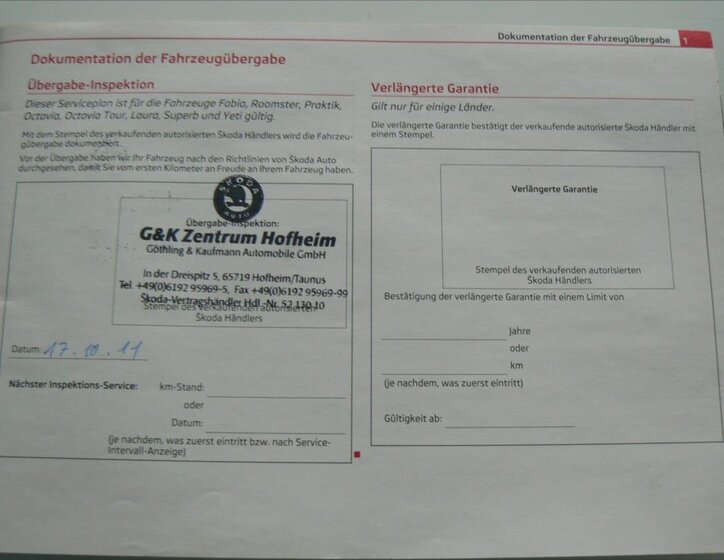 Dokumentation der Fahrzeugübergabe 1
Dokumentation der Fahrzeugübergabe
Übergabe-Inspektion
Dieser Serviceplan ist für die Fahrzeuge Fabia, Roomster, Praktik,
Octavia, Octavia Tour, Laura, Superb und Yeti gültig.
Mit dem Stempel des verkaufenden autorisierten Škoda Händlers wird die Fahrzeu-
gübergabe dokumentiert.
Vor der Übergabe haben wir Ihr Fahrzeug nach den Richtlinien von Škoda Auto
durchgesehen, damit Sie vom ersten Kilometer an Freude an Ihrem Fahrzeug haben.
ŠKODA
AUTO
Übergabe-Inspektion:
G&K Zentrum Hofheim
Göthling & Kaufmann Automobile GmbH
In der Dreispitz 5, 65719 Hofheim/Taunus
Tel. +49(0)6192 95969-5, Fax +49(0)6192 95969-99
Škoda-Vertragshändler Hdl.-Nr. 52 130 10
Stempel des verkaufenden autorisierten
Škoda Händlers
Datum: 17.10.11
Nächster Inspektions-Service: km-Stand:
oder
Datum:
(je nachdem, was zuerst eintritt bzw. nach Service-
Intervall-Anzeige)
Verlängerte Garantie
Gilt nur für einige Länder.
Die verlängerte Garantie bestätigt der verkaufende autorisierte Škoda Händler mit
einem Stempel.
Verlängerte Garantie
Stempel des verkaufenden autorisierten
Škoda Händlers
Bestätigung der verlängerten Garantie mit einem Limit von
Jahre
oder
km
(je nachdem, was zuerst eintritt)
Gültigkeit ab: